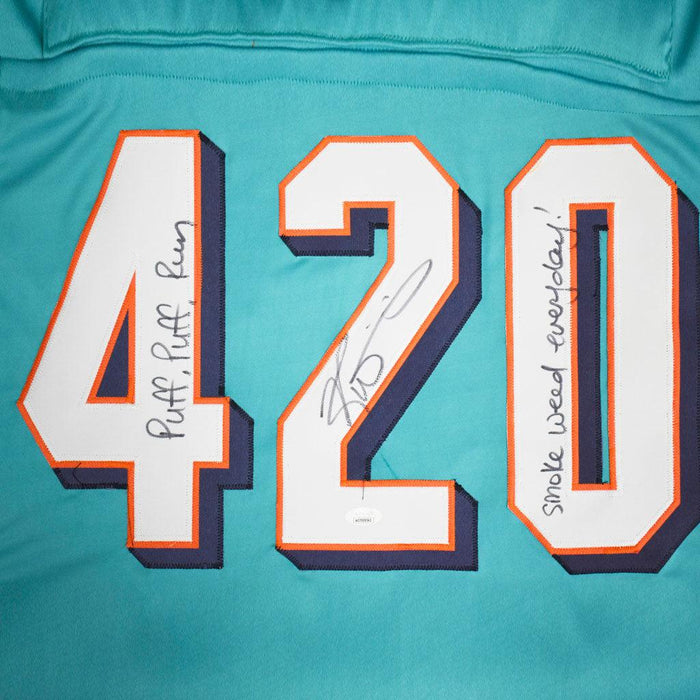 420
Puff, Puff, Run
smoke weed everyday!